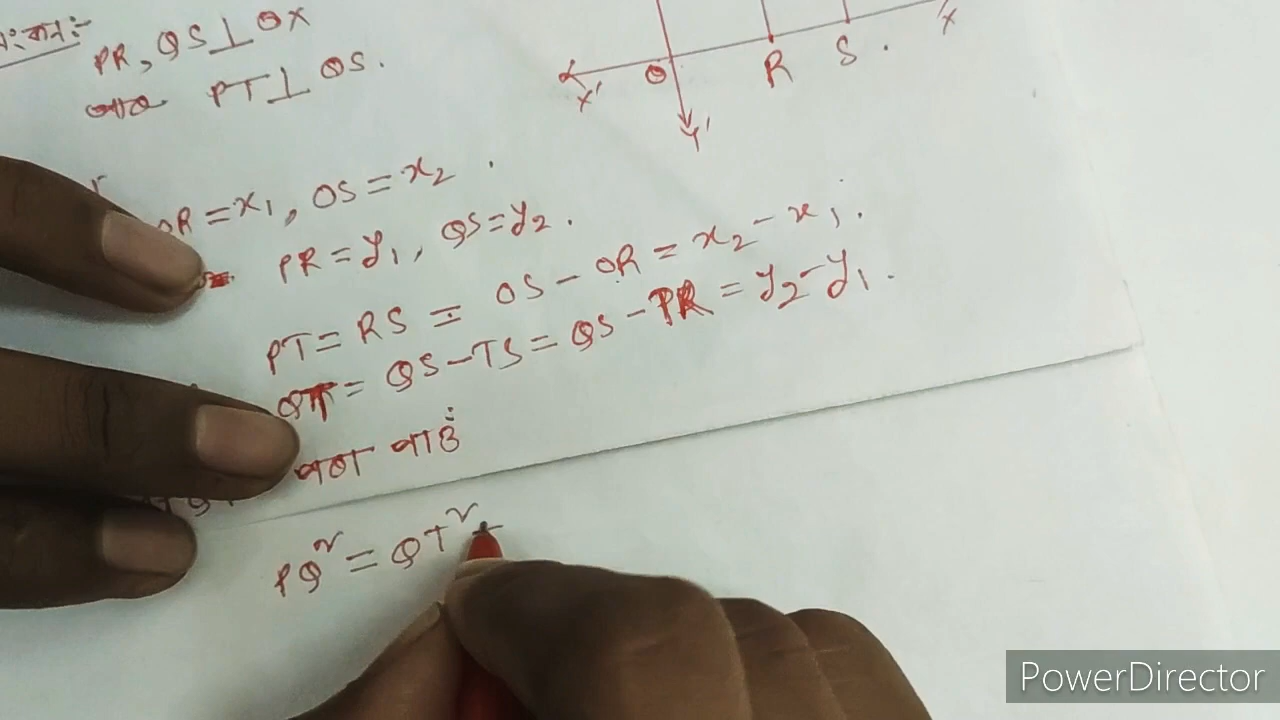 PR, QS⊥OX
আৰু PT⊥QS.
O R S X
X'
Y'
OR = x₁, OS = x₂
PR = y₁, QS = y₂.
PT = RS = OS - OR = x₂ - x₁.
QT = QS - TS = QS - PR = y₂ - y₁.
PQ² = QT² +
PowerDirector